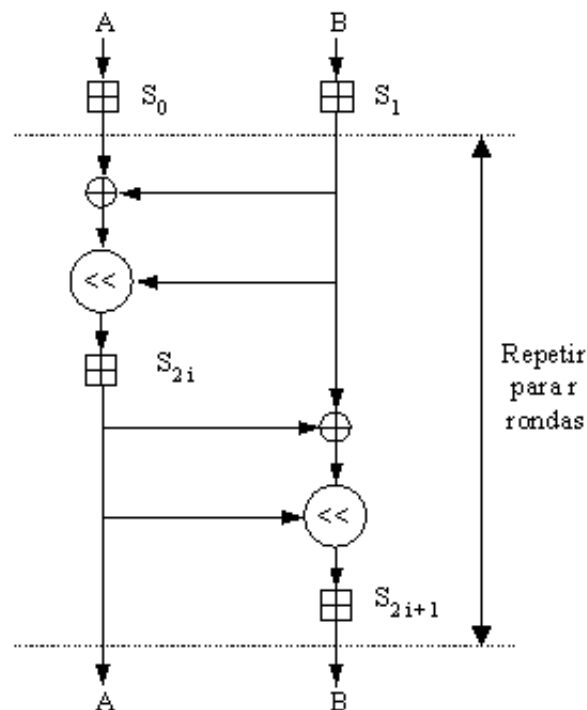 A B
S0 S1
<<
S2i
Repetir
para r
rondas
<<
S2i+1
A B